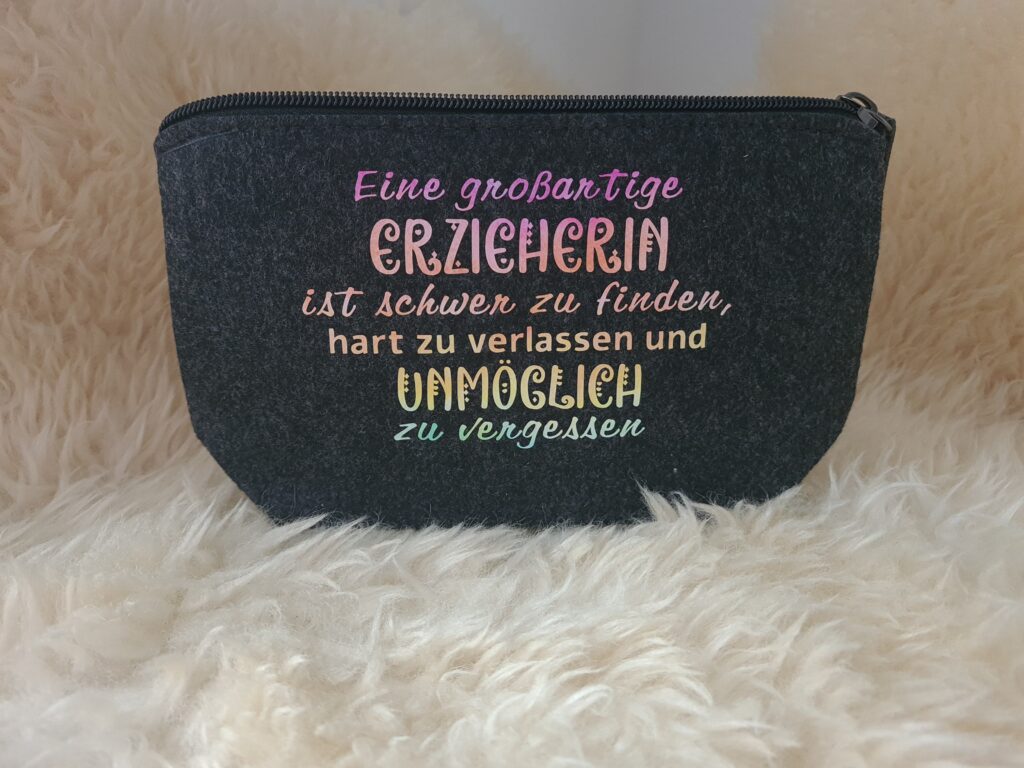 Eine großartige
ERZIEHERIN
ist schwer zu finden,
hart zu verlassen und
UNMÖGLICH
zu vergessen